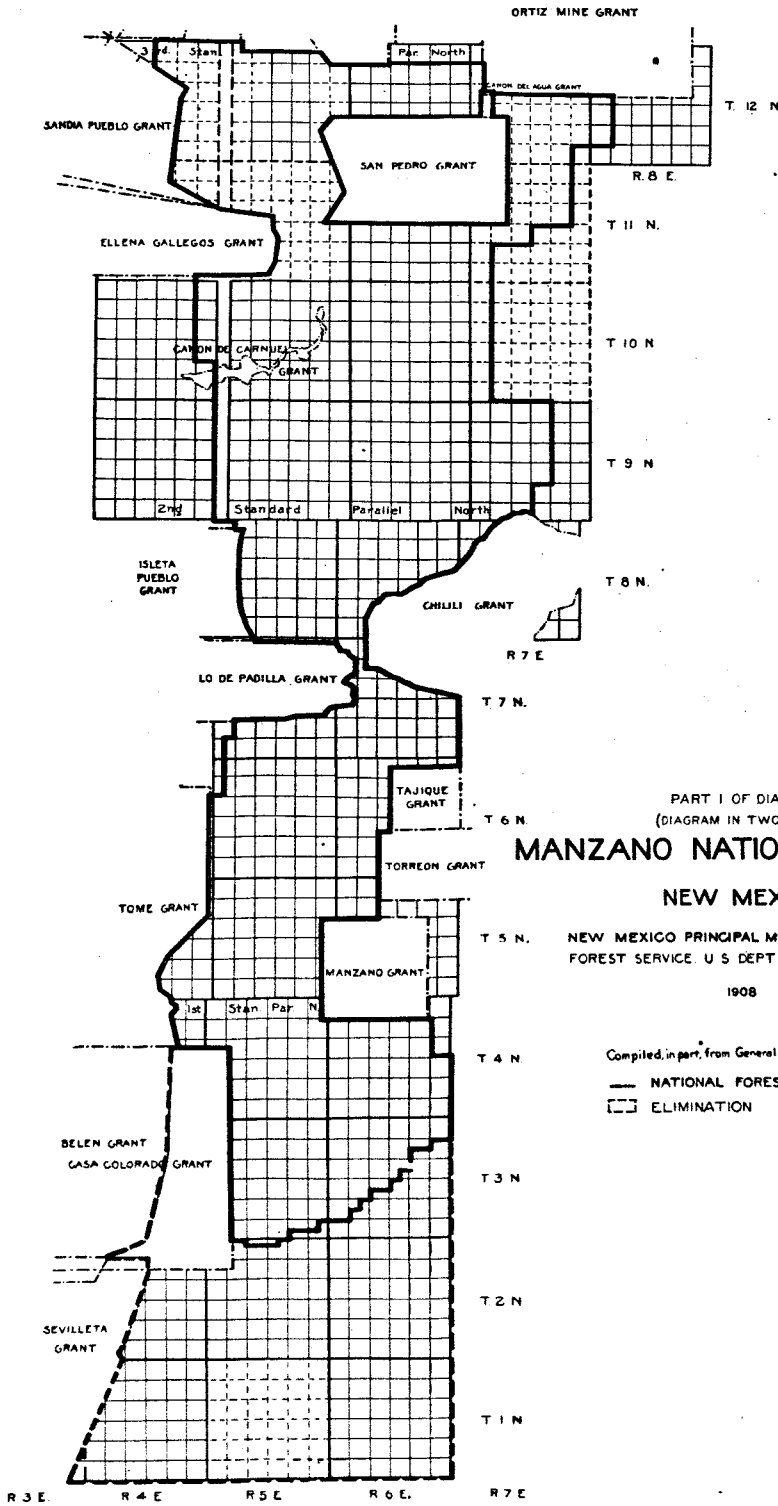 ORTIZ MINE GRANT
3rd. Stan. Par. North
CANON DEL AGUA GRANT
T. 12 N
SANDIA PUEBLO GRANT
SAN PEDRO GRANT
R. 8 E.
T 11 N.
ELLENA GALLEGOS GRANT
T 10 N
CANON DE CARNUEL
GRANT
T 9 N
2nd Standard Parallel North
ISLETA
PUEBLO
GRANT
T 8 N.
CHILILI GRANT
R 7 E
LO DE PADILLA GRANT
T 7 N.
TAJIQUE
GRANT
PART I OF DIA
T 6 N.
(DIAGRAM IN TWO
MANZANO NATIO
TORREON GRANT
NEW MEX
TOME GRANT
T 5 N.
NEW MEXICO PRINCIPAL M
FOREST SERVICE. U S DEPT
MANZANO GRANT
1908
1st Stan. Par. N.
T 4 N
Compiled, in part, from General
NATIONAL FORES
ELIMINATION
BELEN GRANT
CASA COLORADO GRANT
T 3 N
T 2 N
SEVILLETA
GRANT
T 1 N
R 3 E. R 4 E R 5 E R 6 E. R 7 E